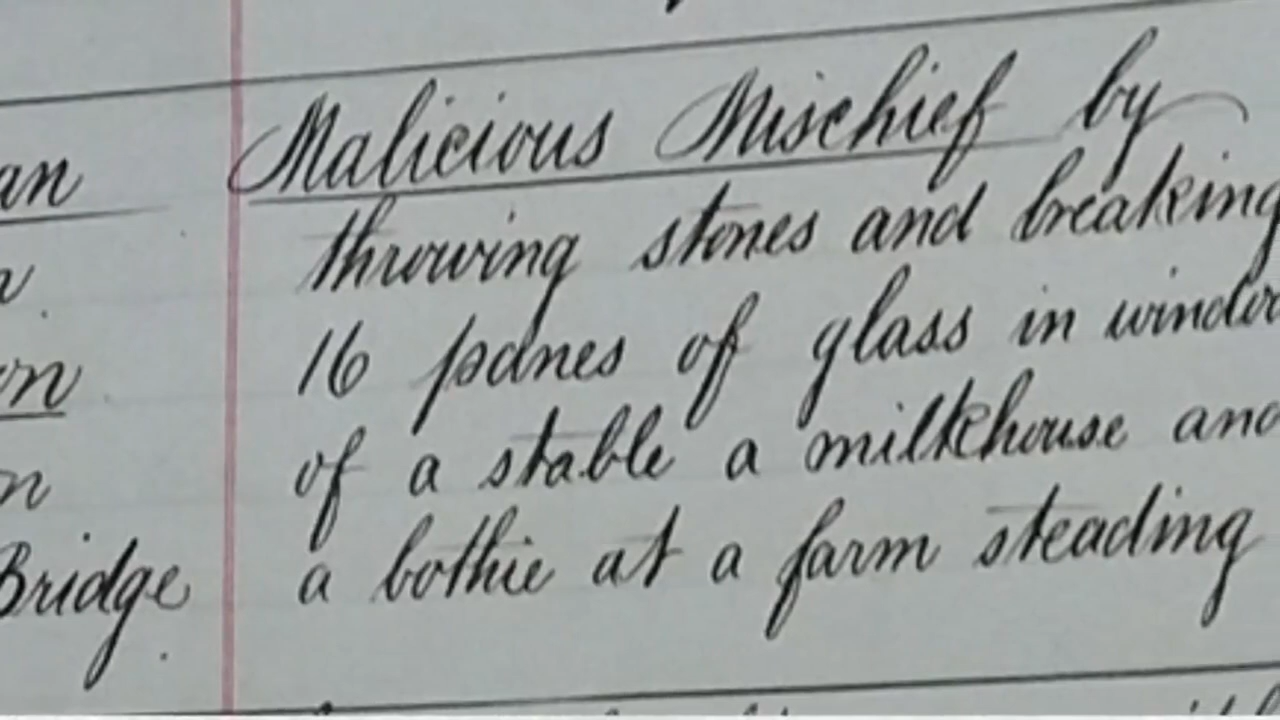 Malicious Mischief by
throwing stones and breaking
16 panes of glass in
of a stable a milkhouse and
a bothie at a farm steading
Bridge.